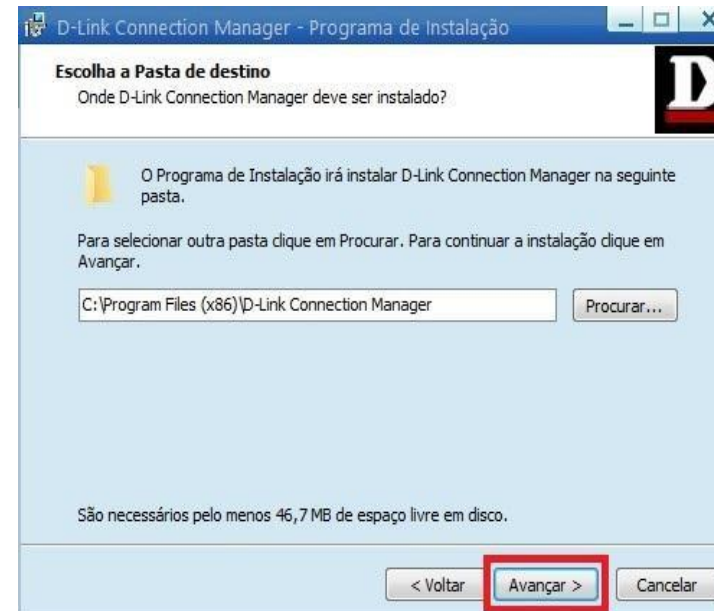 D-Link Connection Manager - Programa de Instalação
Escolha a Pasta de destino
Onde D-Link Connection Manager deve ser instalado?
D
O Programa de Instalação irá instalar D-Link Connection Manager na seguinte
pasta.
Para selecionar outra pasta clique em Procurar. Para continuar a instalação clique em
Avançar.
C:\Program Files (x86)\D-Link Connection Manager
Procurar...
São necessários pelo menos 46,7 MB de espaço livre em disco.
< Voltar
Avançar >
Cancelar